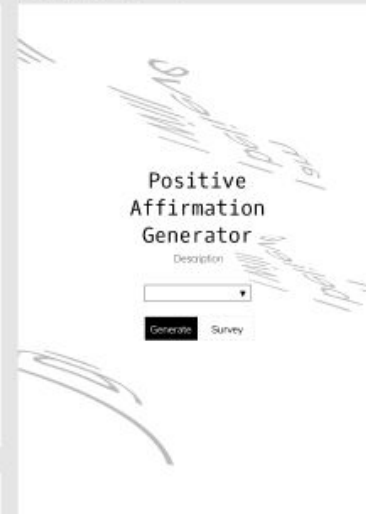 Positive
Affirmation
Generator
Description
Generate Survey